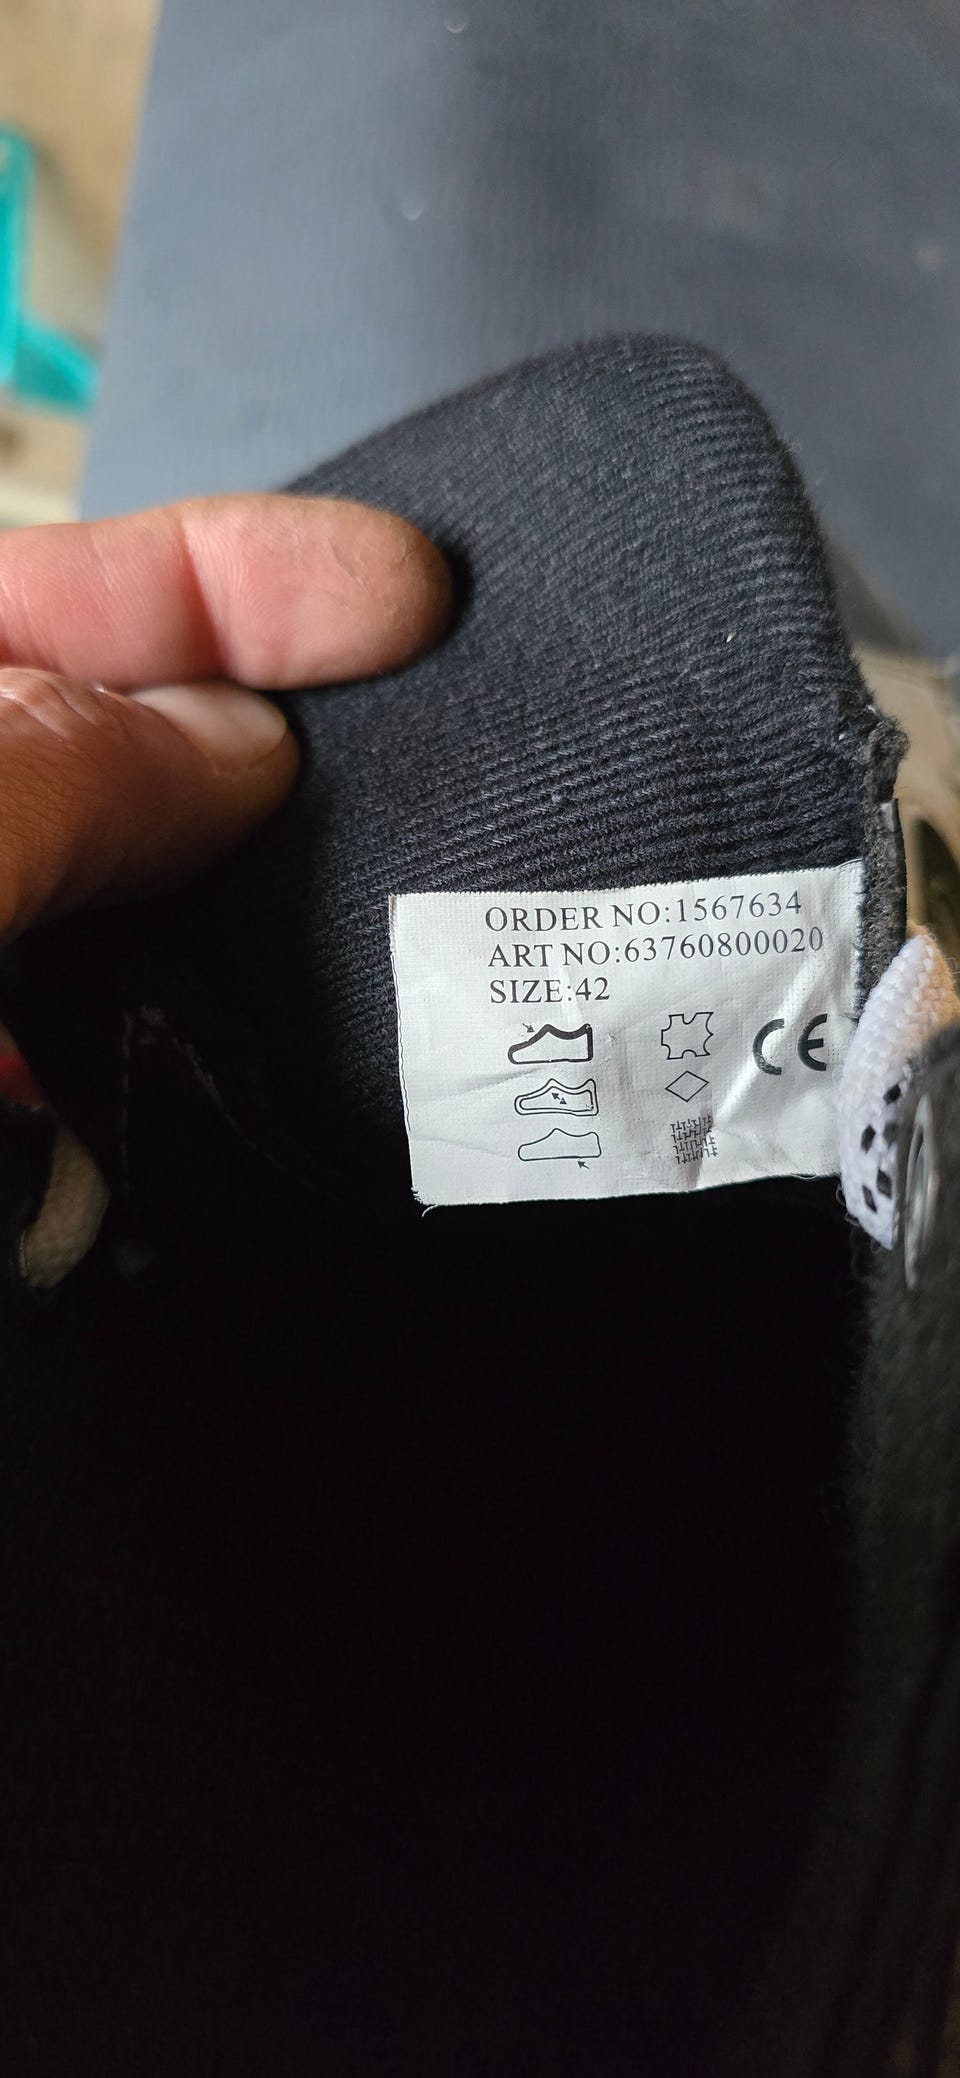 ORDER NO:1567634
ART NO:63760800020
SIZE:42
CE